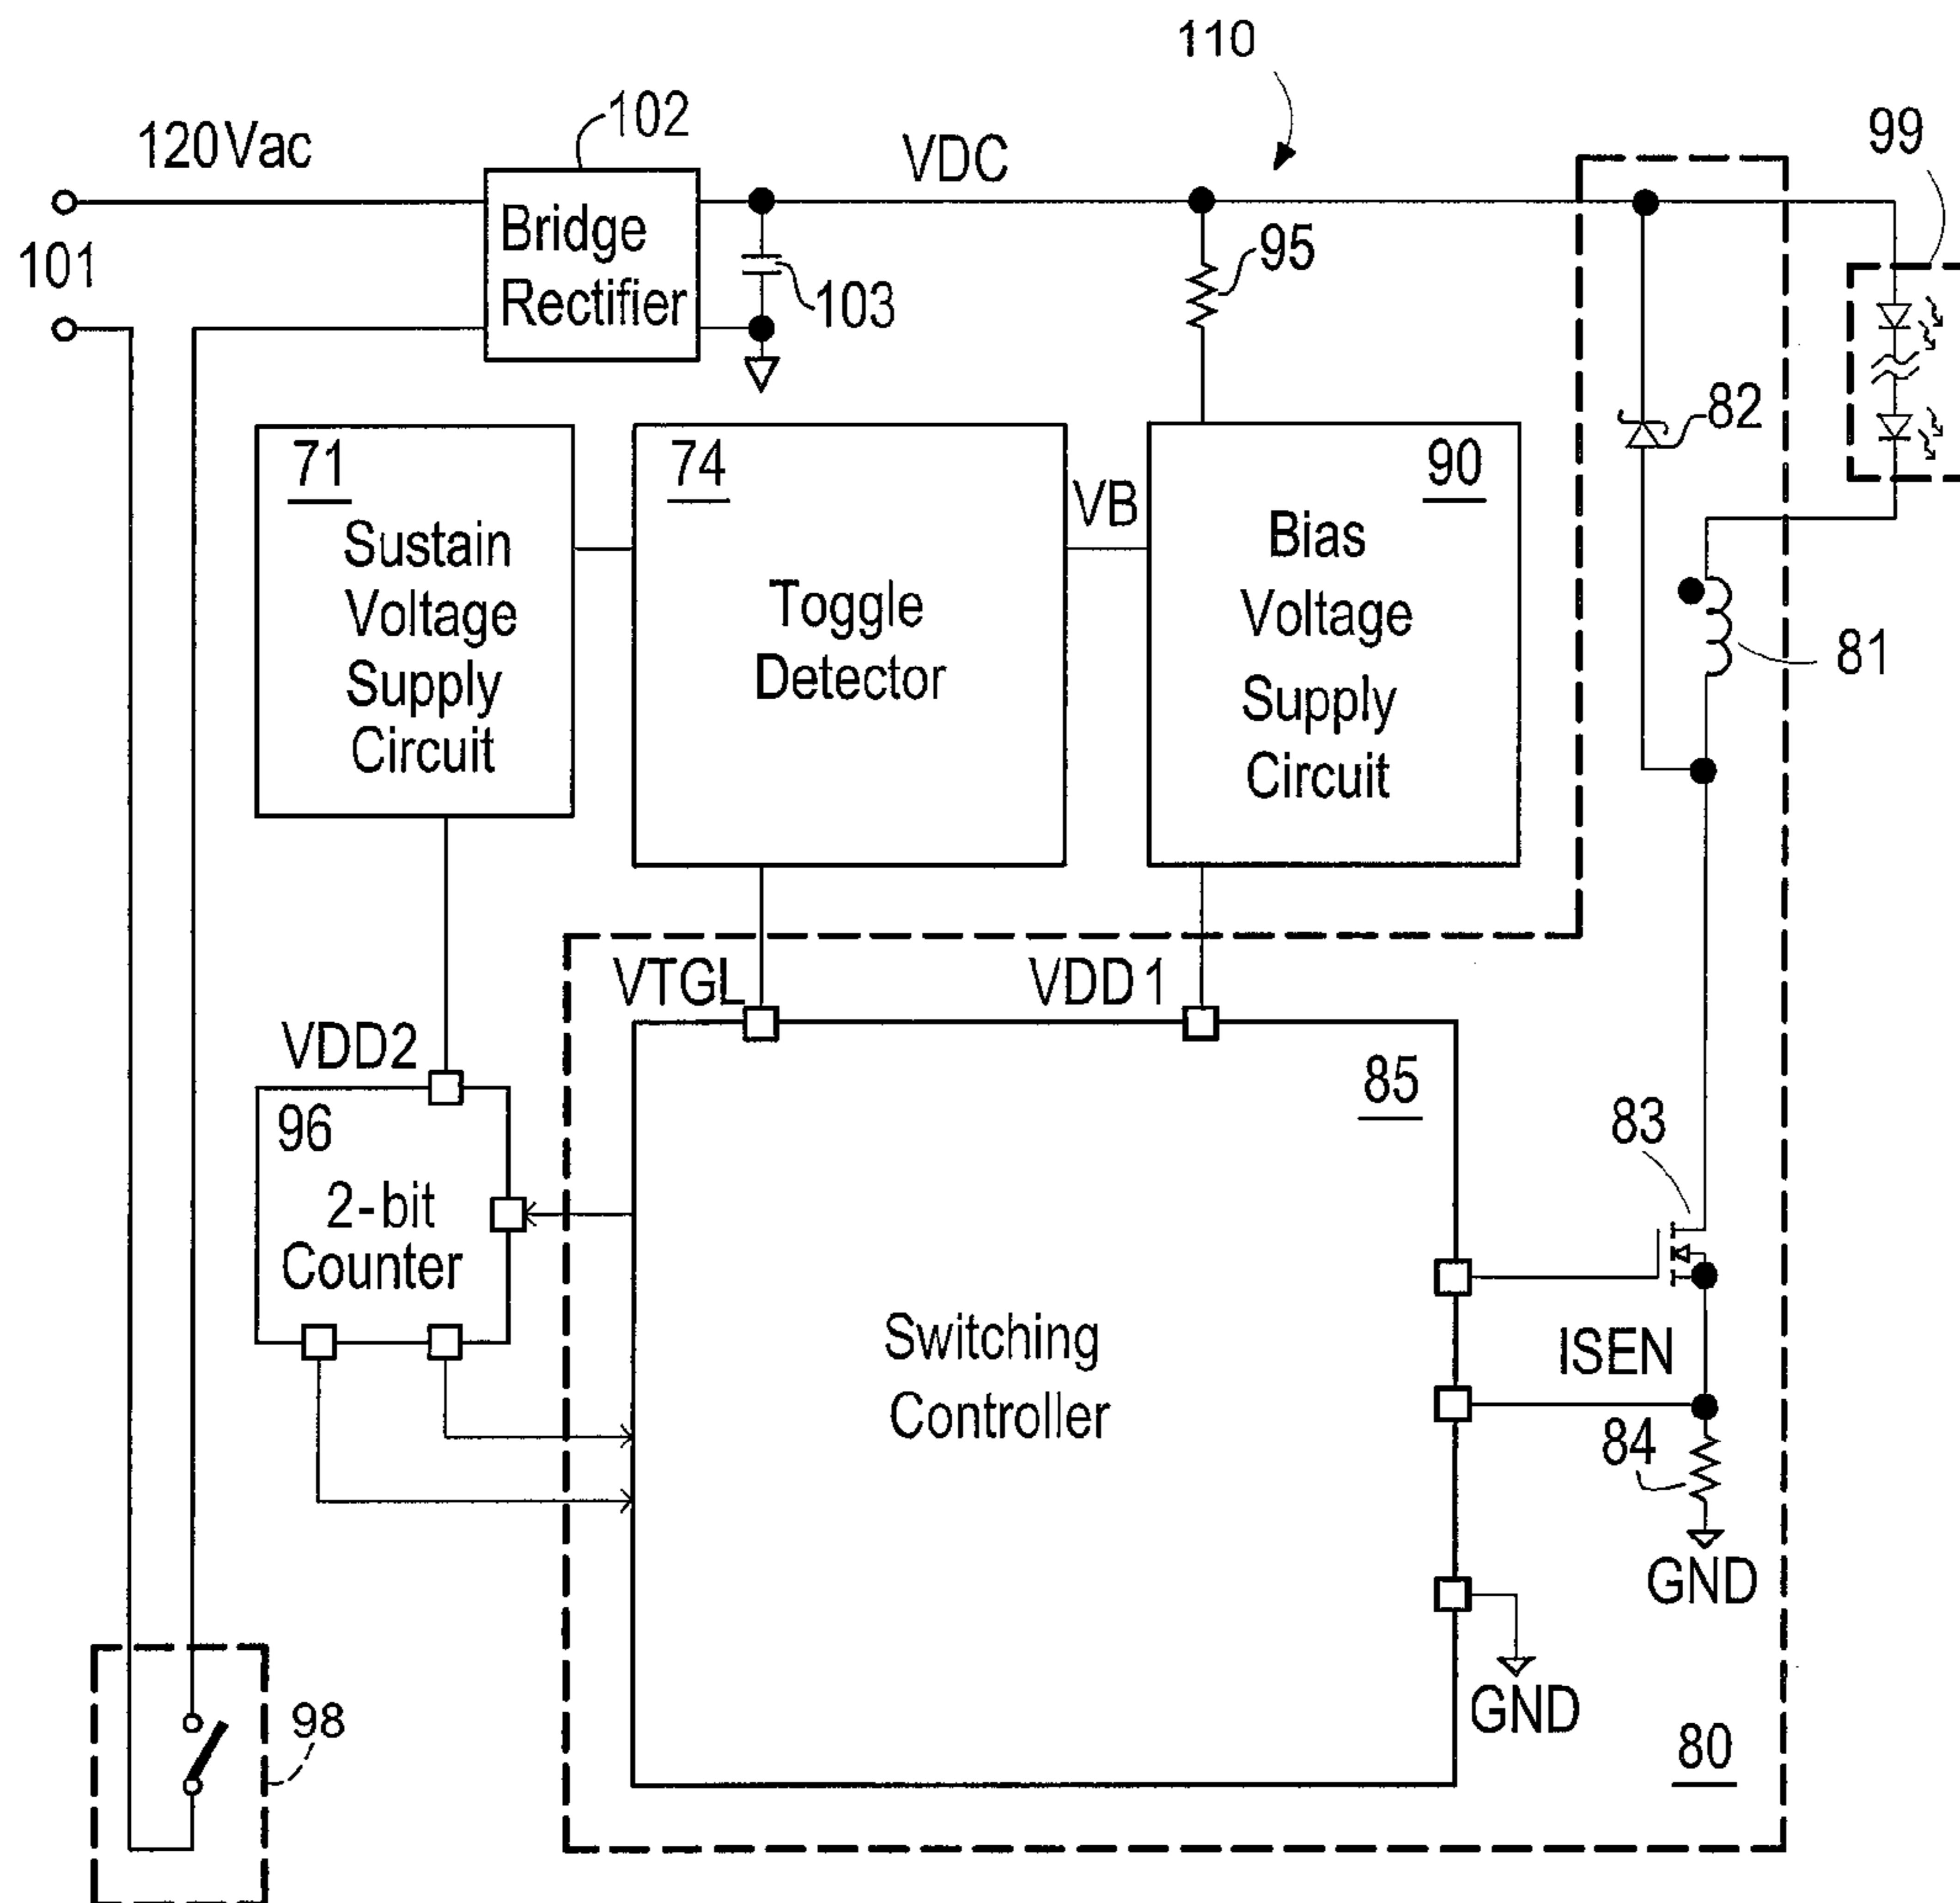 110
102
120Vac
VDC
99
Bridge
Rectifier
101
95
103
82
71
Sustain
Voltage
Supply
Circuit
74
Toggle
Detector
VB
90
Bias
Voltage
Supply
Circuit
81
VTGL
VDD1
VDD2
85
96
2-bit
Counter
83
Switching
Controller
ISEN
84
GND
GND
98
80